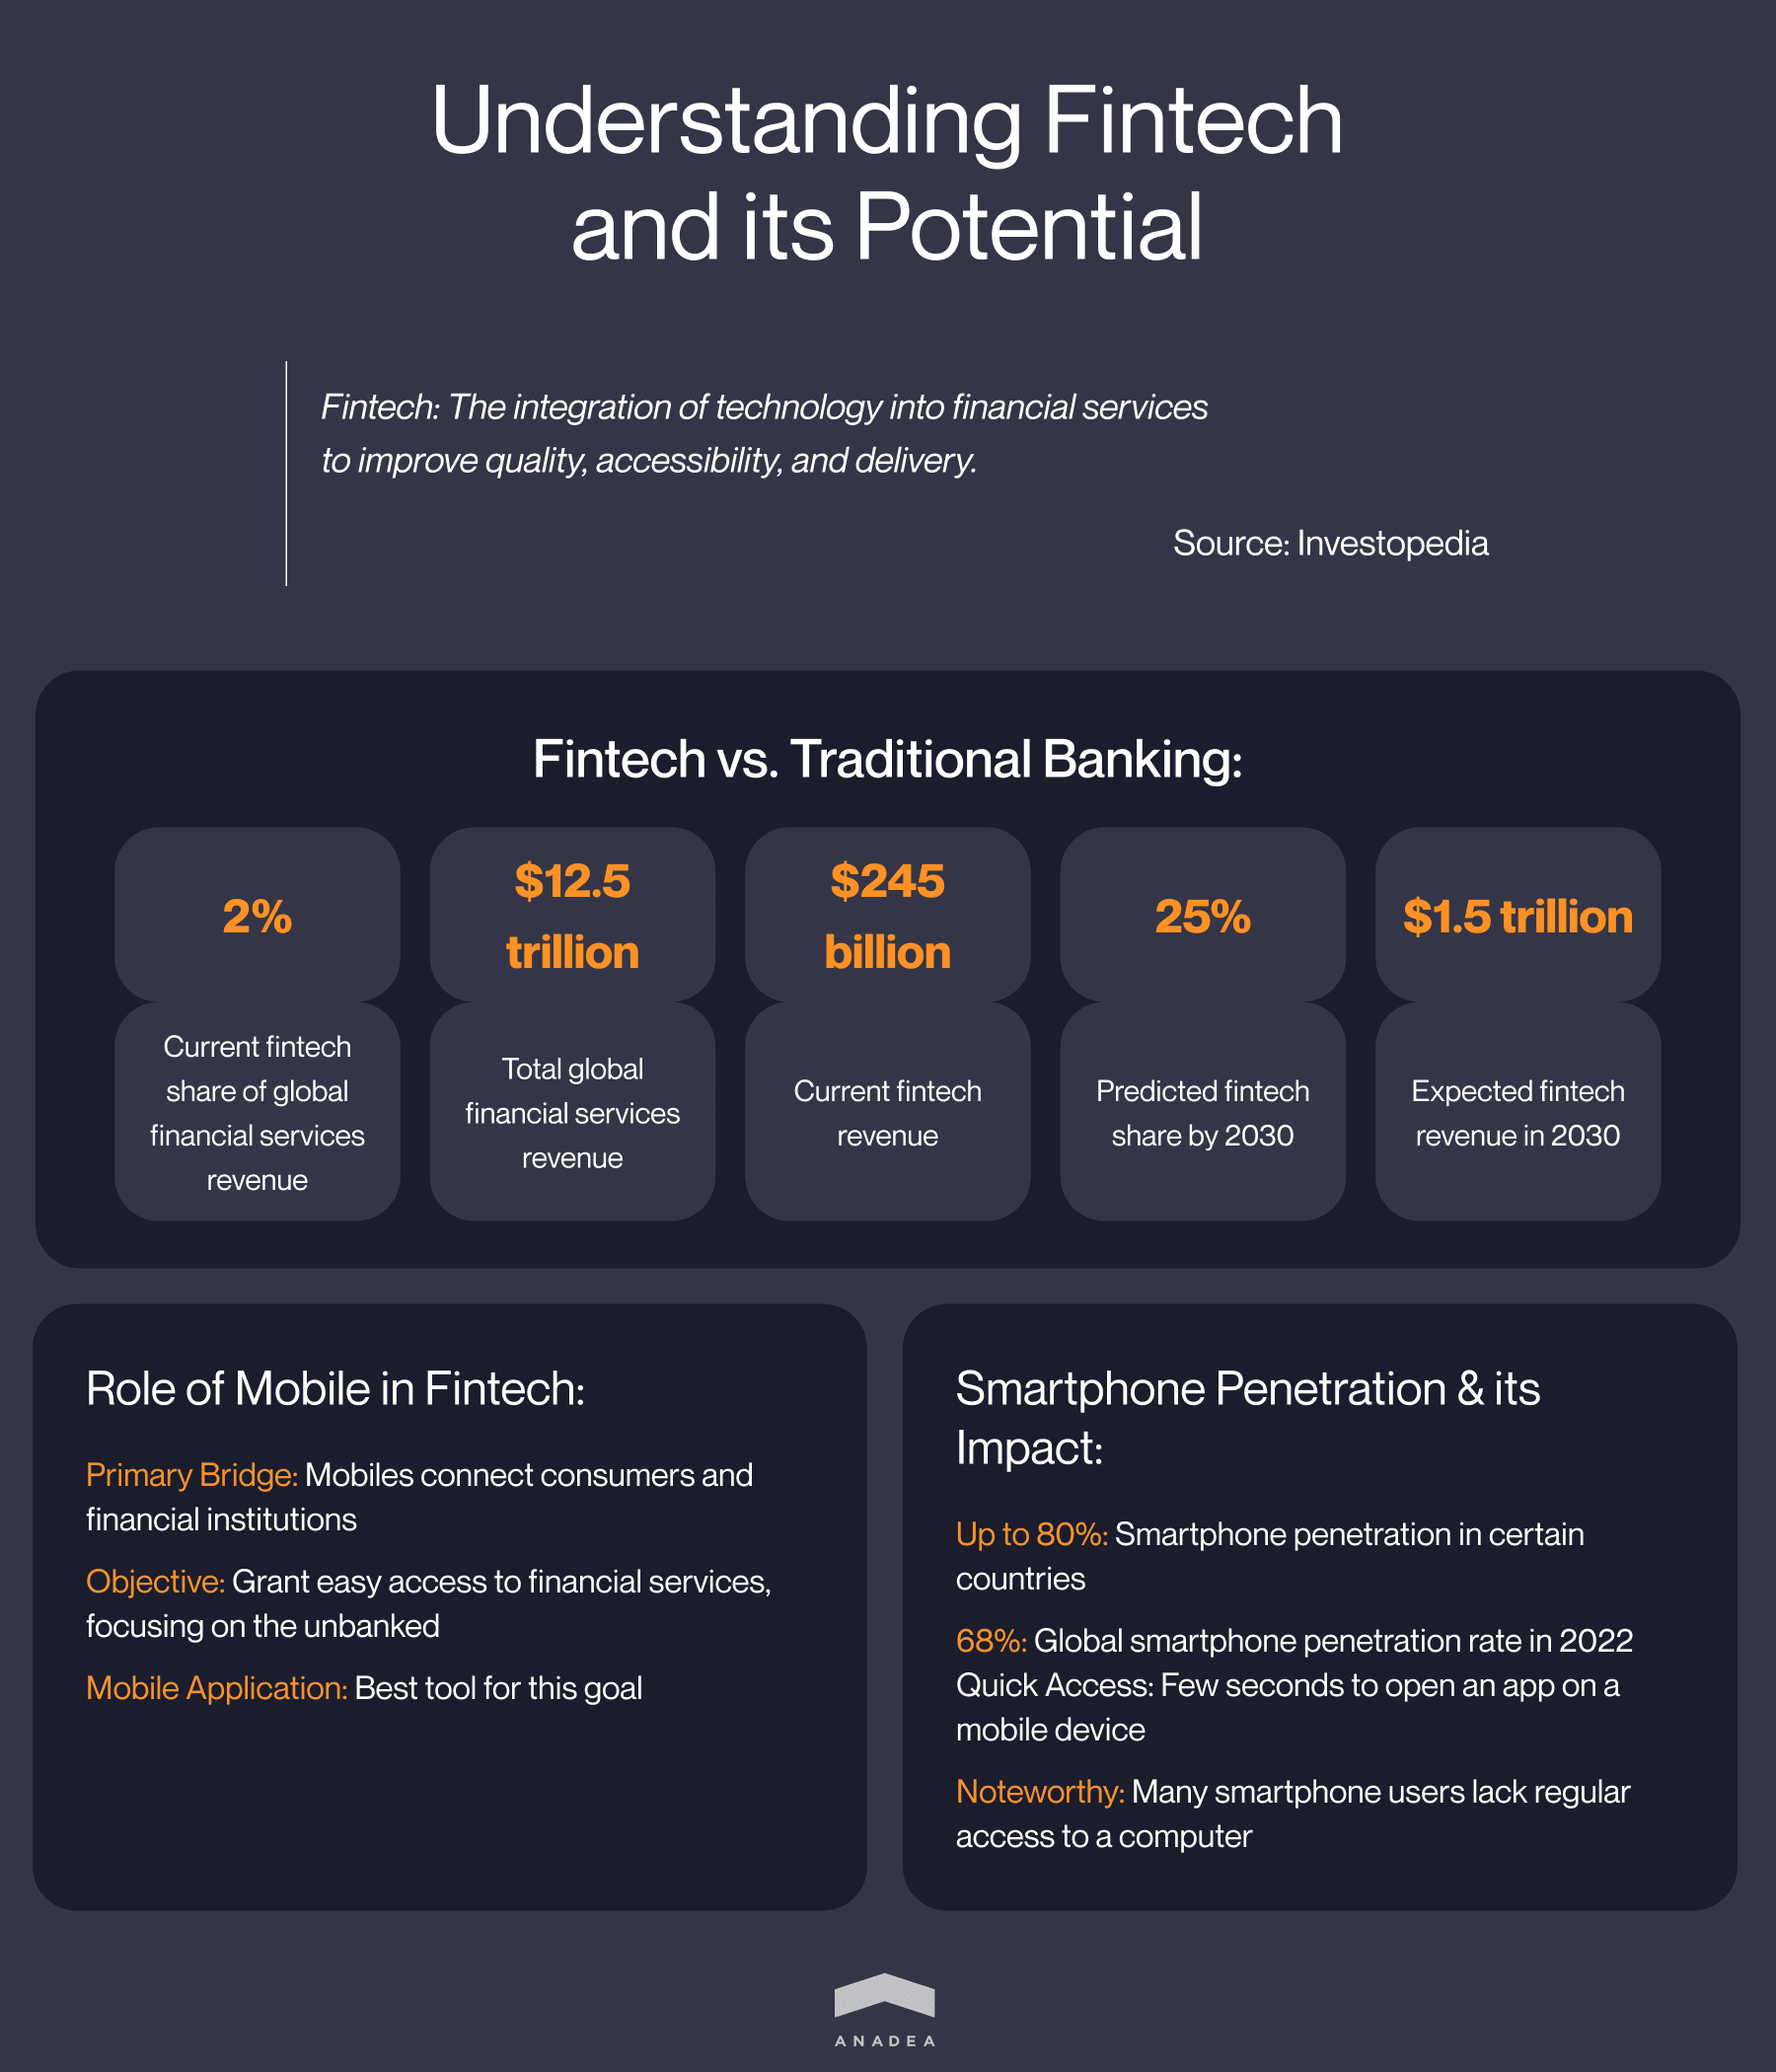 Understanding Fintech
and its Potential
Fintech: The integration of technology into financial services
to improve quality, accessibility, and delivery.
Source: Investopedia
Fintech vs. Traditional Banking:
2%
Current fintech
share of global
financial services
revenue
$12.5
trillion
Total global
financial services
revenue
$245
billion
Current fintech
revenue
25%
Predicted fintech
share by 2030
$1.5 trillion
Expected fintech
revenue in 2030
Role of Mobile in Fintech:
Primary Bridge: Mobiles connect consumers and
financial institutions
Objective: Grant easy access to financial services,
focusing on the unbanked
Mobile Application: Best tool for this goal
Smartphone Penetration & its
Impact:
Up to 80%: Smartphone penetration in certain
countries
68%: Global smartphone penetration rate in 2022
Quick Access: Few seconds to open an app on a
mobile device
Noteworthy: Many smartphone users lack regular
access to a computer
ANADEA